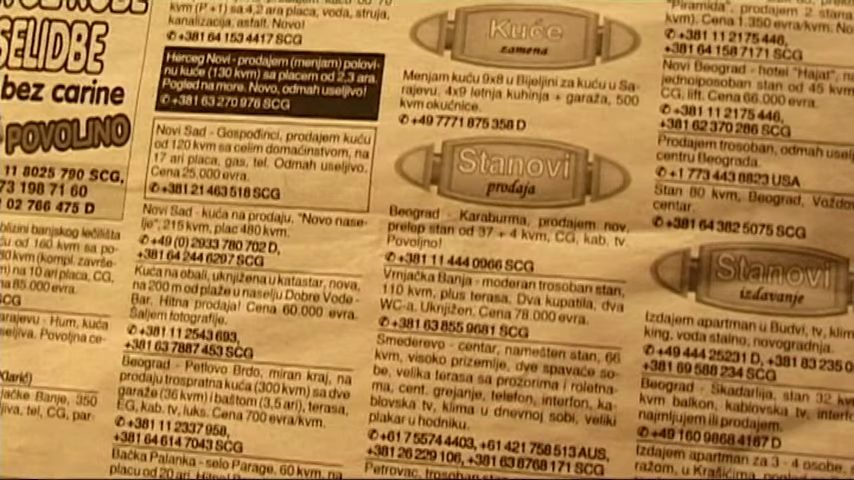 SELIDBE
bez carine
POVOLJNO
11 8025 790 SCG,
73 198 71 60
02 766 475 D
blizini banjskog lečilišta
ću od 160 kvm sa po-
na 10 ari placa, CG,
na 85.000 evra.
SCG
arajevu - Hum, kuća
seljiva. Povoljna ce-
jačke Banje, 350
ljiva, tel, CG, par-
kvm (P +1) sa 4,2 ara placa, voda, struja,
kanalizacija, asfalt. Novo!
✆+381 64 153 4417 SCG
Herceg Novi - prodajem (menjam) polovi-
nu kuće (130 kvm) sa placem od 2,3 ara.
Pogled na more. Novo, odmah useljivo!
✆+381 63 270 976 SCG
Novi Sad - Gospođinci, prodajem kuću
od 120 kvm sa celim domaćinstvom, na
17 ari placa, gas, tel. Odmah useljivo.
Cena 25.000 evra.
✆+381 21 463 518 SCG
Novi Sad - kuća na prodaju, "Novo nase-
lje", 215 kvm, plac 480 kvm.
✆+49 (0) 2933 780 702 D,
+381 64 244 6297 SCG
Kuća na obali, uknjižena u katastar, nova,
na 200 m od plaže u naselju Dobre Vode -
Bar. Hitna prodaja! Cena 60.000 evra.
Šaljem fotografije.
✆+381 11 2543 693,
+381 63 7887 453 SCG
Beograd - Petlovo Brdo, miran kraj, na
prodaju trospratna kuća (300 kvm) sa dve
garaže (36 kvm) i baštom (3,5 ari), terasa,
EG, kab. tv, luks. Cena 700 evra/kvm.
✆+381 11 2337 958,
+381 64 614 7043 SCG
Bačka Palanka - selo Parage, 60 kvm, na
placu od 20 ari.
Kuće
zamena
Menjam kuću 9x8 u Bijeljini za kuću u Sa-
rajevu. 4x9 letnja kuhinja + garaža, 500
kvm okućnice.
✆+49 7771 875 358 D
Stanovi
prodaja
Beograd - Karaburma, prodajem nov,
prelep stan od 37 + 4 kvm, CG, kab. tv.
Povoljno!
✆+381 11 444 0966 SCG
Vrnjačka Banja - moderan trosoban stan,
110 kvm, plus terasa. Dva kupatila, dva
WC-a. Uknjižen. Cena 78.000 evra.
✆+381 63 855 9681 SCG
Smederevo - centar, namešten stan, 66
kvm, visoko prizemlje, dve spavaće so-
be, velika terasa sa prozorima i roletna-
ma, cent. grejanje, telefon, interfon, ka-
blovska tv, klima u dnevnoj sobi, veliki
plakar u hodniku.
✆+61 7 5574 4403, +61 421 758 513 AUS,
+381 26 229 106, +381 63 8768 171 SCG
Petrovac, trosoban stan
"Piramida", prodajem 2 stana
kvm). Cena 1.350 evra/kvm.
✆+381 11 2175 446,
+381 64 158 7171 SCG
Novi Beograd - hotel "Hajat", na
jednoiposoban stan od 45 kvm
CG, lift. Cena 66.000 evra.
✆+381 11 2175 446,
+381 62 370 286 SCG
Prodajem trosoban, odmah useljiv
centru Beograda.
✆+1 773 443 8823 USA
Stan 80 kvm, Beograd, Voždov
centar.
✆+381 64 382 5075 SCG
Stanovi
izdavanje
Izdajem apartman u Budvi, tv, klim
king, voda stalno, novogradnja.
✆+49 444 25231 D, +381 83 235 0
+381 69 588 234 SCG
Beograd - Skadarlija, stan 32 kv
kvm balkon, kablovska tv, interfo
najmljujem ili prodajem.
✆+49 160 9868 4187 D
Izdajem apartman za 3 - 4 osobe, s
ražom, u Krašićima,